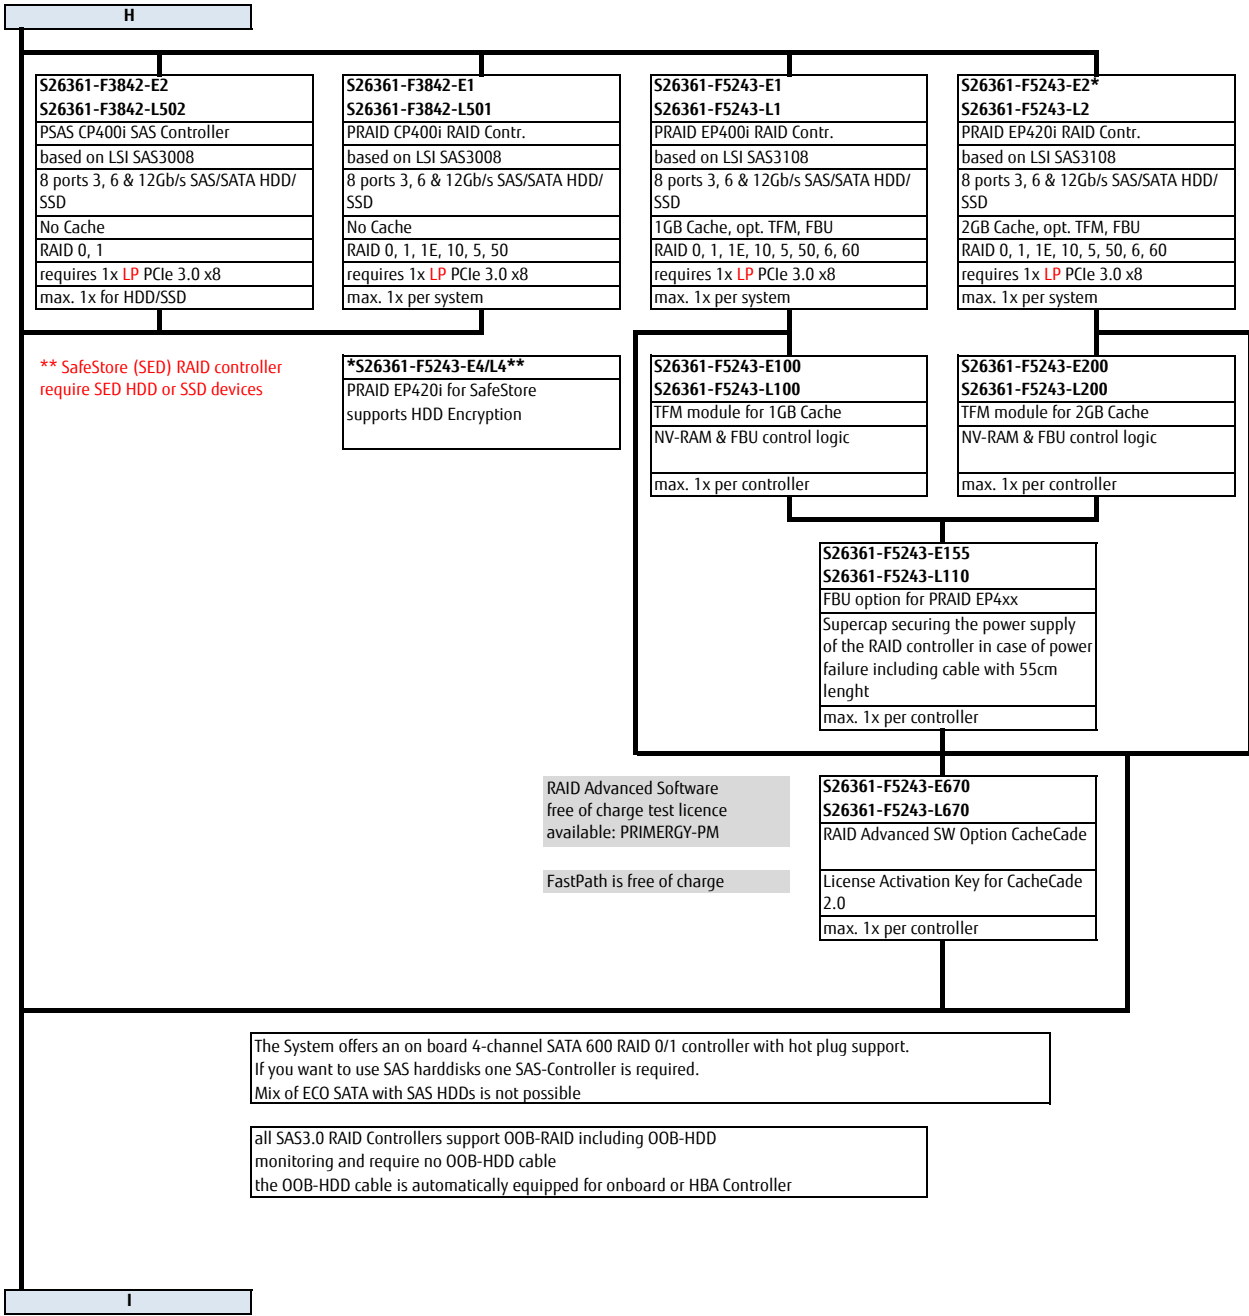 H
S26361-F3842-E2
S26361-F3842-L502
PSAS CP400i SAS Controller
based on LSI SAS3008
8 ports 3, 6 & 12Gb/s SAS/SATA HDD/
SSD
No Cache
RAID 0, 1
requires 1x LP PCIe 3.0 x8
max. 1x for HDD/SSD
S26361-F3842-E1
S26361-F3842-L501
PRAID CP400i RAID Contr.
based on LSI SAS3008
8 ports 3, 6 & 12Gb/s SAS/SATA HDD/
SSD
No Cache
RAID 0, 1, 1E, 10, 5, 50
requires 1x LP PCIe 3.0 x8
max. 1x per system
S26361-F5243-E1
S26361-F5243-L1
PRAID EP400i RAID Contr.
based on LSI SAS3108
8 ports 3, 6 & 12Gb/s SAS/SATA HDD/
SSD
1GB Cache, opt. TFM, FBU
RAID 0, 1, 1E, 10, 5, 50, 6, 60
requires 1x LP PCIe 3.0 x8
max. 1x per system
S26361-F5243-E2*
S26361-F5243-L2
PRAID EP420i RAID Contr.
based on LSI SAS3108
8 ports 3, 6 & 12Gb/s SAS/SATA HDD/
SSD
2GB Cache, opt. TFM, FBU
RAID 0, 1, 1E, 10, 5, 50, 6, 60
requires 1x LP PCIe 3.0 x8
max. 1x per system
** SafeStore (SED) RAID controller
require SED HDD or SSD devices
*S26361-F5243-E4/L4**
PRAID EP420i for SafeStore
supports HDD Encryption
S26361-F5243-E100
S26361-F5243-L100
TFM module for 1GB Cache
NV-RAM & FBU control logic
max. 1x per controller
S26361-F5243-E200
S26361-F5243-L200
TFM module for 2GB Cache
NV-RAM & FBU control logic
max. 1x per controller
S26361-F5243-E155
S26361-F5243-L110
FBU option for PRAID EP4xx
Supercap securing the power supply
of the RAID controller in case of power
failure including cable with 55cm
lenght
max. 1x per controller
RAID Advanced Software
free of charge test licence
available: PRIMERGY-PM
FastPath is free of charge
S26361-F5243-E670
S26361-F5243-L670
RAID Advanced SW Option CacheCade
License Activation Key for CacheCade
2.0
max. 1x per controller
The System offers an on board 4-channel SATA 600 RAID 0/1 controller with hot plug support.
If you want to use SAS harddisks one SAS-Controller is required.
Mix of ECO SATA with SAS HDDs is not possible
all SAS3.0 RAID Controllers support OOB-RAID including OOB-HDD
monitoring and require no OOB-HDD cable
the OOB-HDD cable is automatically equipped for onboard or HBA Controller
I